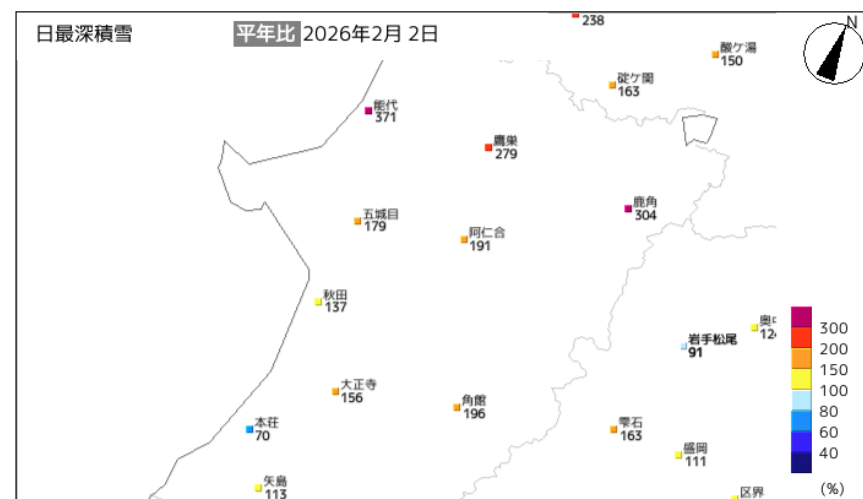 日最深積雪 平年比 2026年2月 2日
N
238
酸ケ湯
150
碇ケ関
163
能代
371
鷹巣
279
鹿角
304
五城目
179
阿仁合
191
秋田
137
奥中
124
岩手松尾
91
大正寺
156
角館
196
本荘
70
雫石
163
盛岡
111
矢島
113
区界
300
200
150
100
80
60
40
(%)